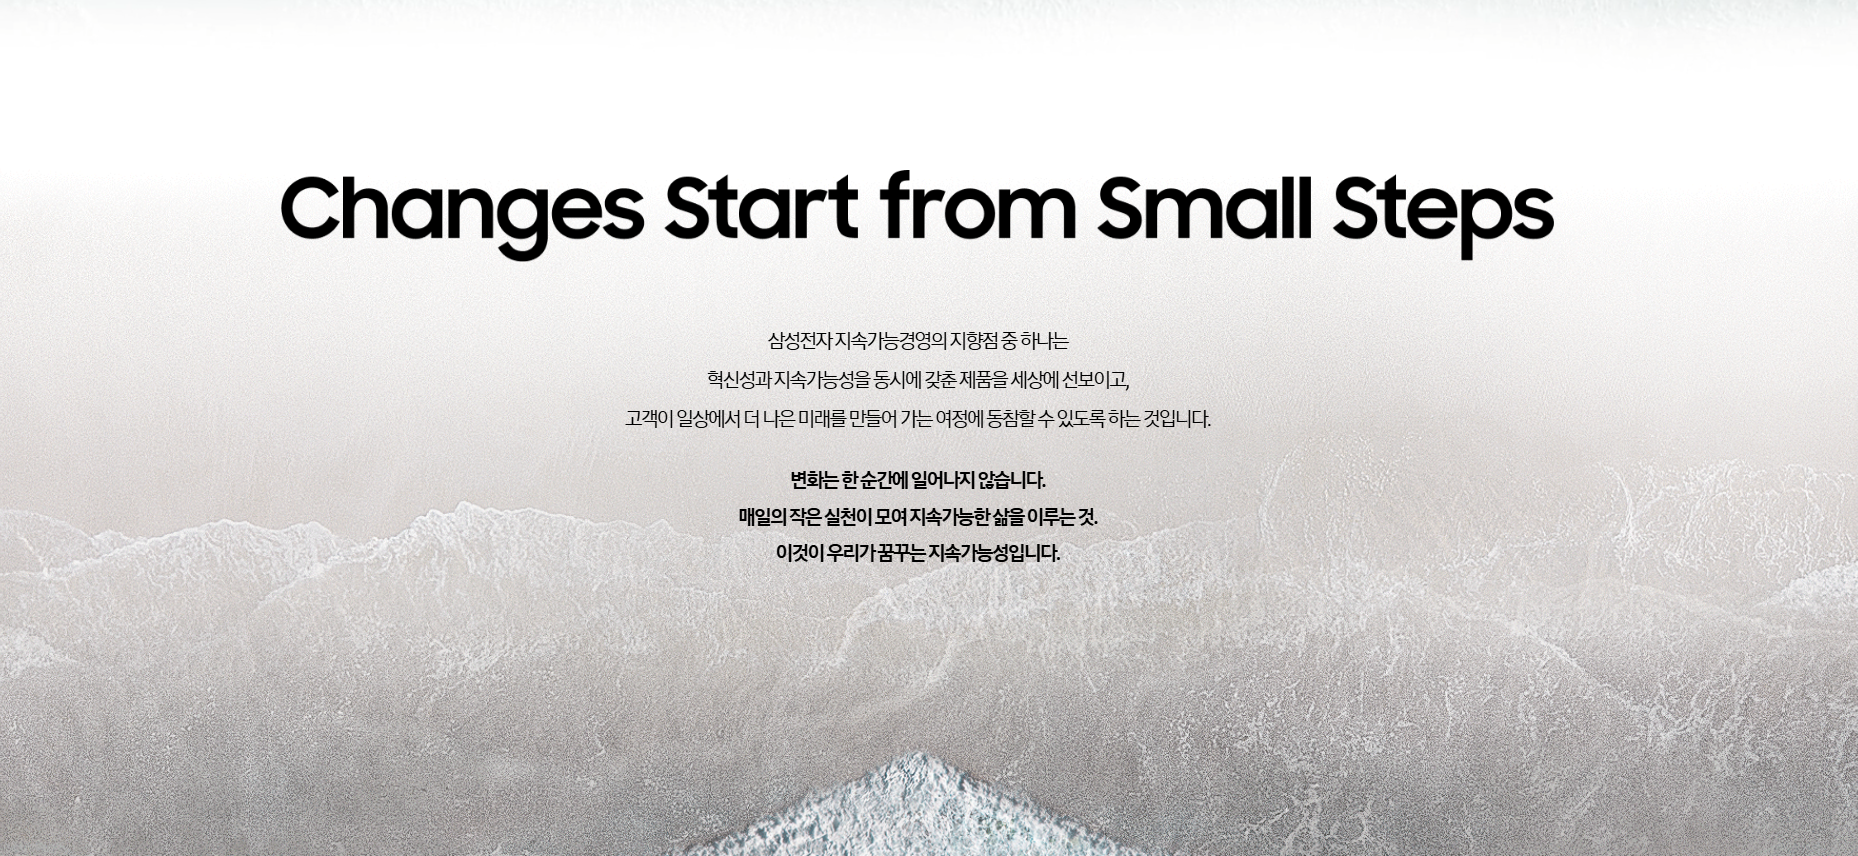 Changes Start from Small Steps
삼성전자 지속가능경영의 지향점 중 하나는
혁신성과 지속가능성을 동시에 갖춘 제품을 세상에 선보이고,
고객이 일상에서 더 나은 미래를 만들어 가는 여정에 동참할 수 있도록 하는 것입니다.
변화는 한 순간에 일어나지 않습니다.
매일의 작은 실천이 모여 지속가능한 삶을 이루는 것.
이것이 우리가 꿈꾸는 지속가능성입니다.